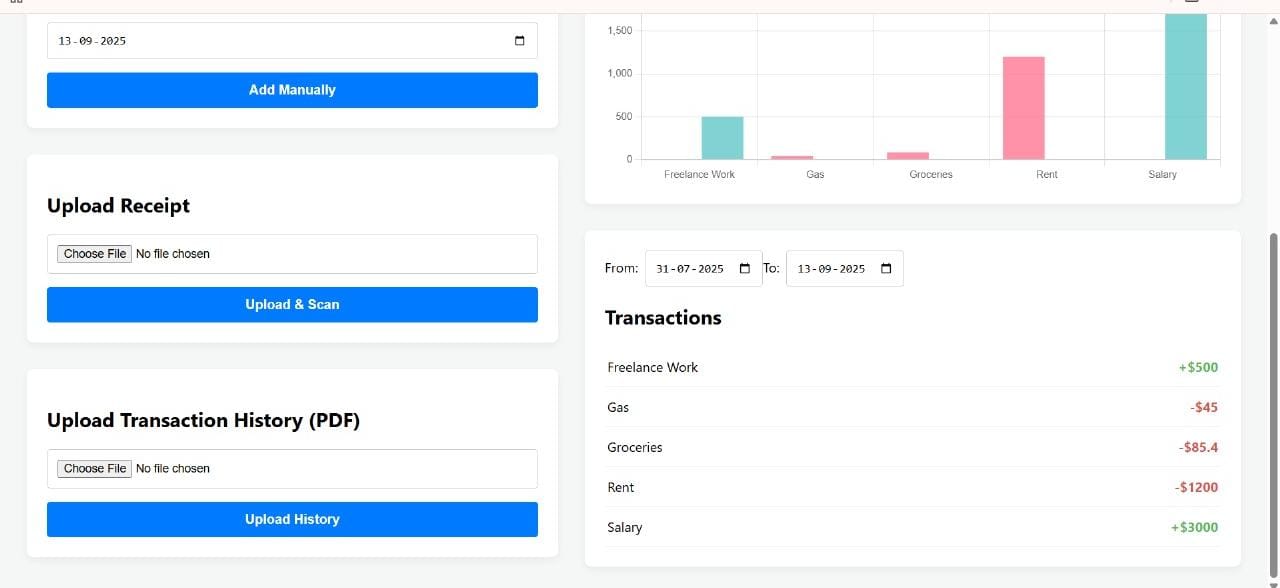 13-09-2025
Add Manually
Upload Receipt
Choose File No file chosen
Upload & Scan
Upload Transaction History (PDF)
Choose File No file chosen
Upload History
1,500
1,000
500
0
Freelance Work Gas Groceries Rent Salary
From: 31-07-2025 To: 13-09-2025
Transactions
Freelance Work +$500
Gas -$45
Groceries -$85.4
Rent -$1200
Salary +$3000